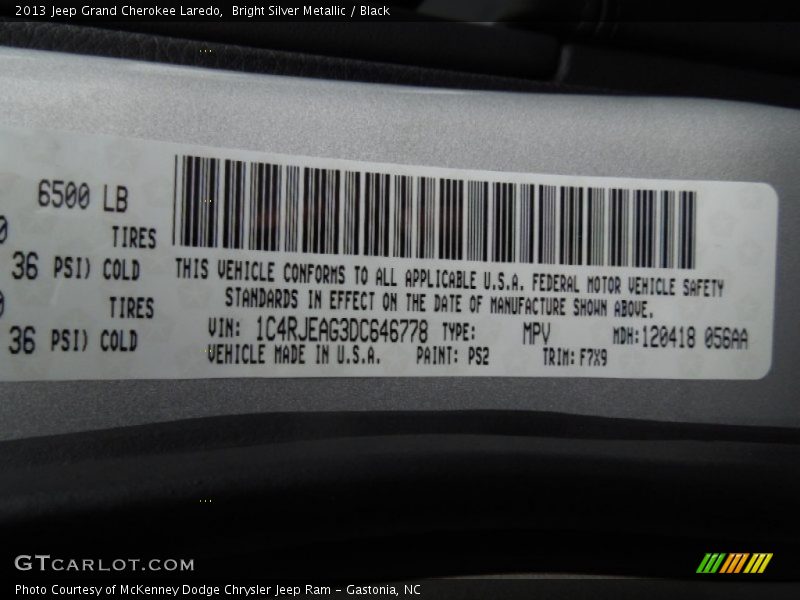 2013 Jeep Grand Cherokee Laredo, Bright Silver Metallic / Black
6500 LB
0 TIRES
36 PSI) COLD
0 TIRES
36 PSI) COLD
THIS VEHICLE CONFORMS TO ALL APPLICABLE U.S.A. FEDERAL MOTOR VEHICLE SAFETY
STANDARDS IN EFFECT ON THE DATE OF MANUFACTURE SHOWN ABOVE.
VIN: 1C4RJEAG3DC646778 TYPE: MPV MDH:120418 056AA
VEHICLE MADE IN U.S.A. PAINT: PS2 TRIM: F7X9
GTCARLOT.COM
Photo Courtesy of McKenney Dodge Chrysler Jeep Ram - Gastonia, NC